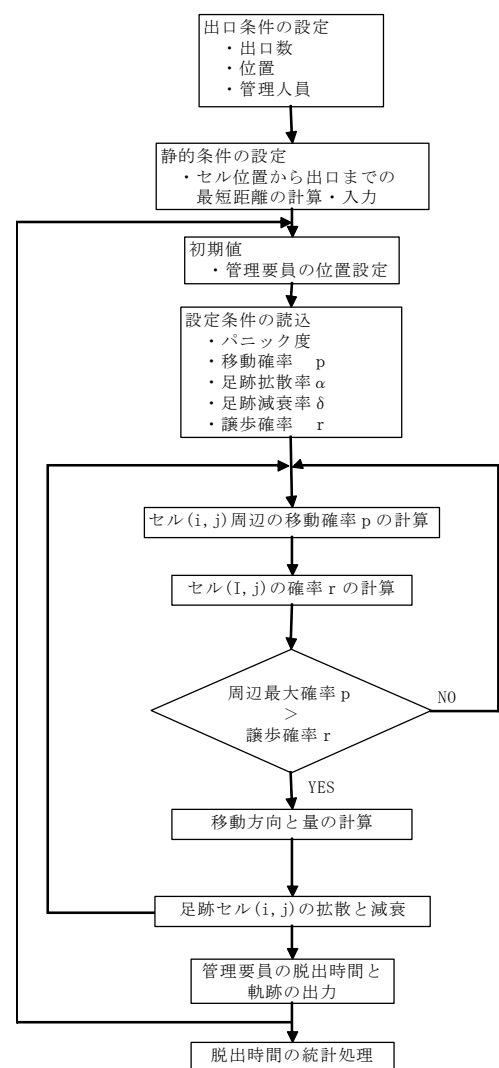 出口条件の設定
・出口数
・位置
・管理人員
静的条件の設定
・セル位置から出口までの
最短距離の計算・入力
初期値
・管理要員の位置設定
設定条件の読込
・パニック度
・移動確率　p
・足跡拡散率α
・足跡減衰率δ
・譲歩確率　r
セル(i,j)周辺の移動確率pの計算
セル(I,j)の確率rの計算
周辺最大確率p
＞
譲歩確率r
NO
YES
移動方向と量の計算
足跡セル(i,j)の拡散と減衰
管理要員の脱出時間と
軌跡の出力
脱出時間の統計処理